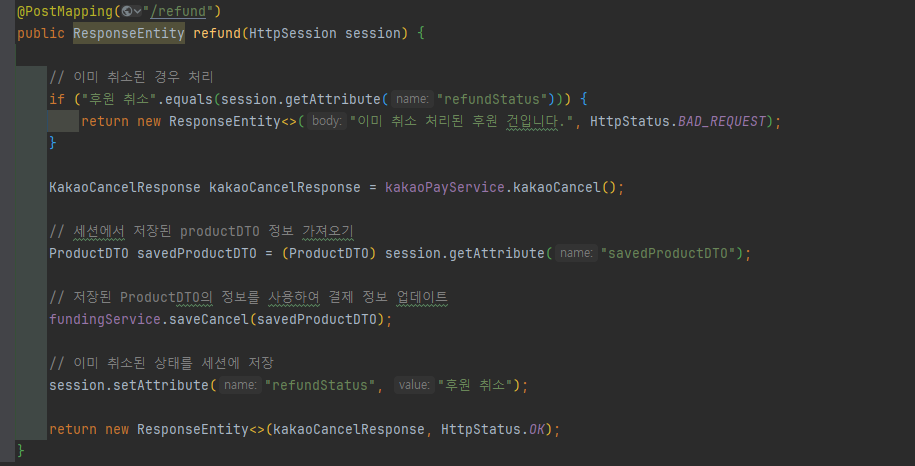 @PostMapping("/refund")
public ResponseEntity refund(HttpSession session) {
// 이미 취소된 경우 처리
if ("후원 취소".equals(session.getAttribute( name: "refundStatus"))) {
return new ResponseEntity<>( body: "이미 취소 처리된 후원 건입니다.", HttpStatus.BAD_REQUEST);
}
KakaoCancelResponse kakaoCancelResponse = kakaoPayService.kakaoCancel();
// 세션에서 저장된 productDTO 정보 가져오기
ProductDTO savedProductDTO = (ProductDTO) session.getAttribute( name: "savedProductDTO");
// 저장된 ProductDTO의 정보를 사용하여 결제 정보 업데이트
fundingService.saveCancel(savedProductDTO);
// 이미 취소된 상태를 세션에 저장
session.setAttribute( name: "refundStatus", value: "후원 취소");
return new ResponseEntity<>(kakaoCancelResponse, HttpStatus.OK);
}